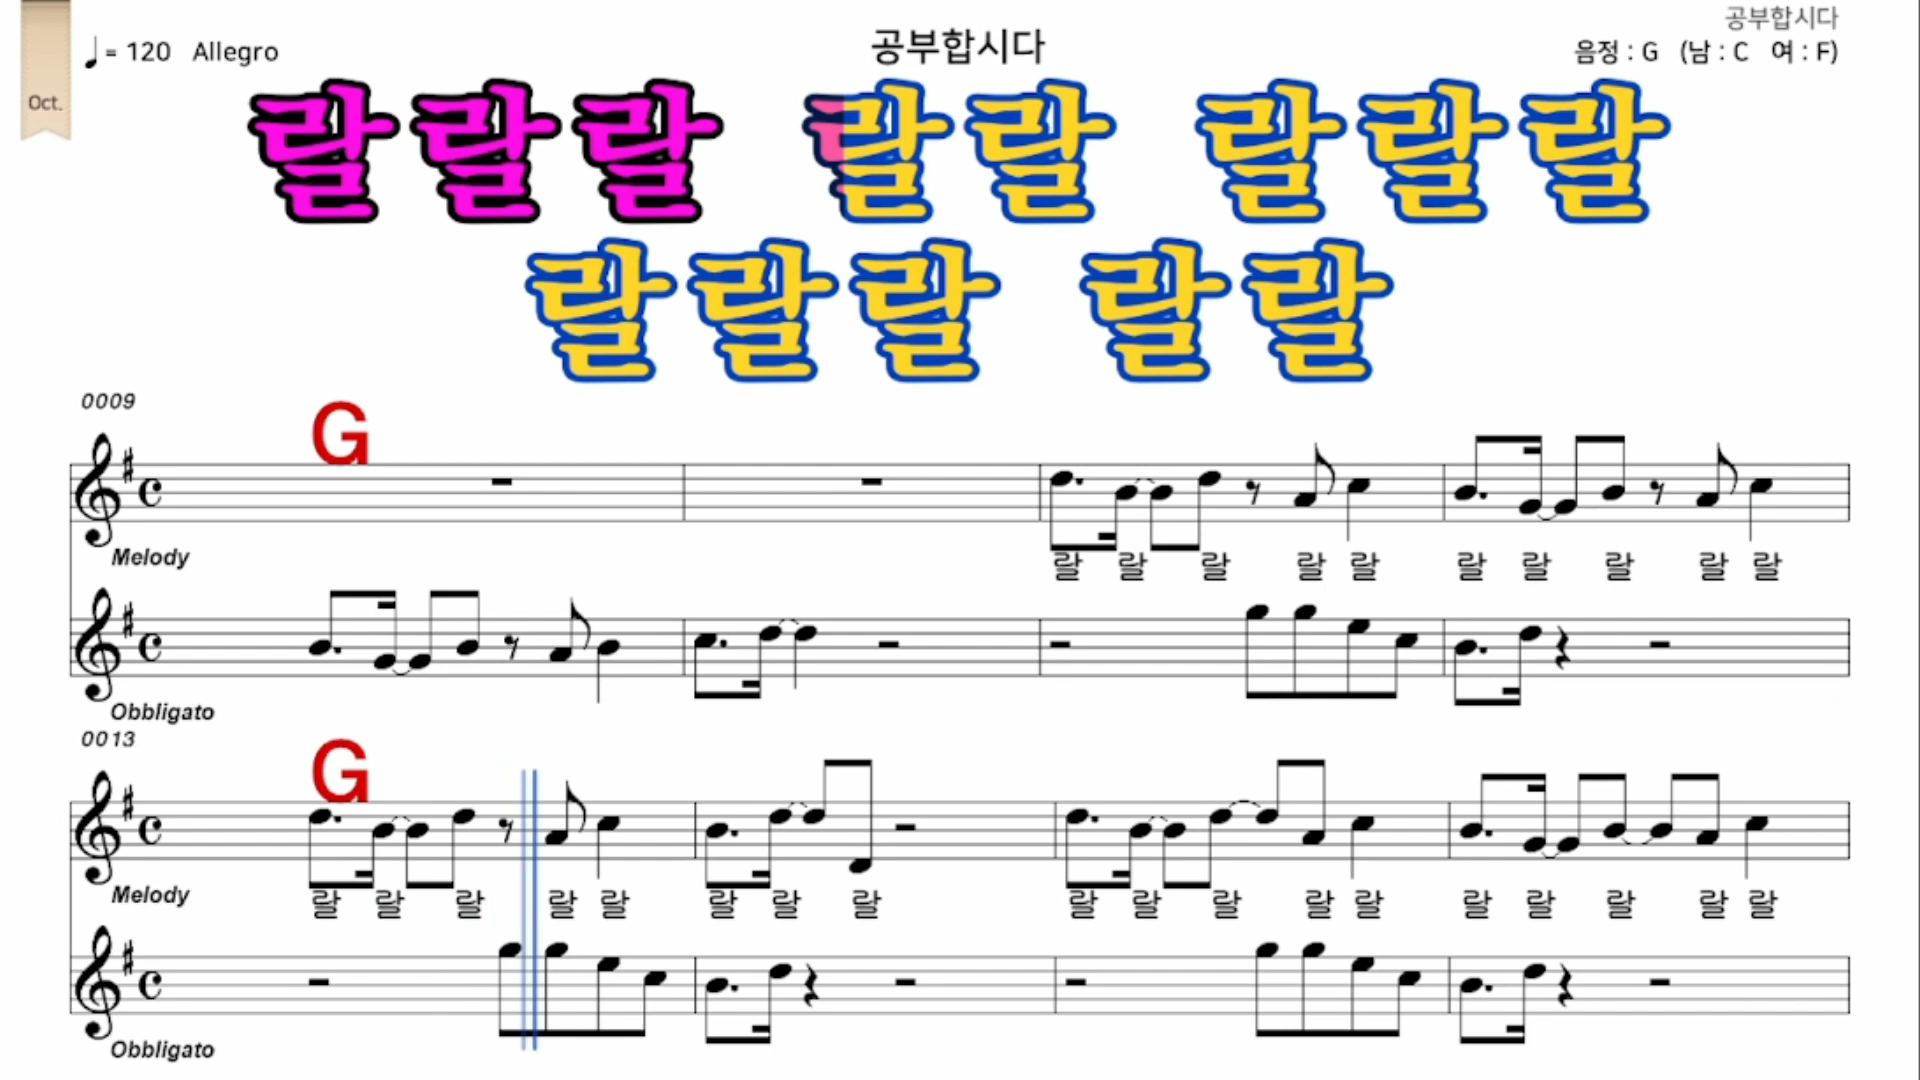 공부합시다
Oct.
♩= 120 Allegro
공부합시다
음정 : G (남 : C 여 : F)
랄랄랄 랄랄 랄랄랄
랄랄랄 랄랄
0009
G
Melody
랄 랄 랄 랄 랄 랄 랄 랄 랄 랄
Obbligato
0013
G
Melody
랄 랄 랄 랄 랄 랄 랄 랄 랄 랄 랄 랄 랄 랄 랄 랄 랄 랄
Obbligato